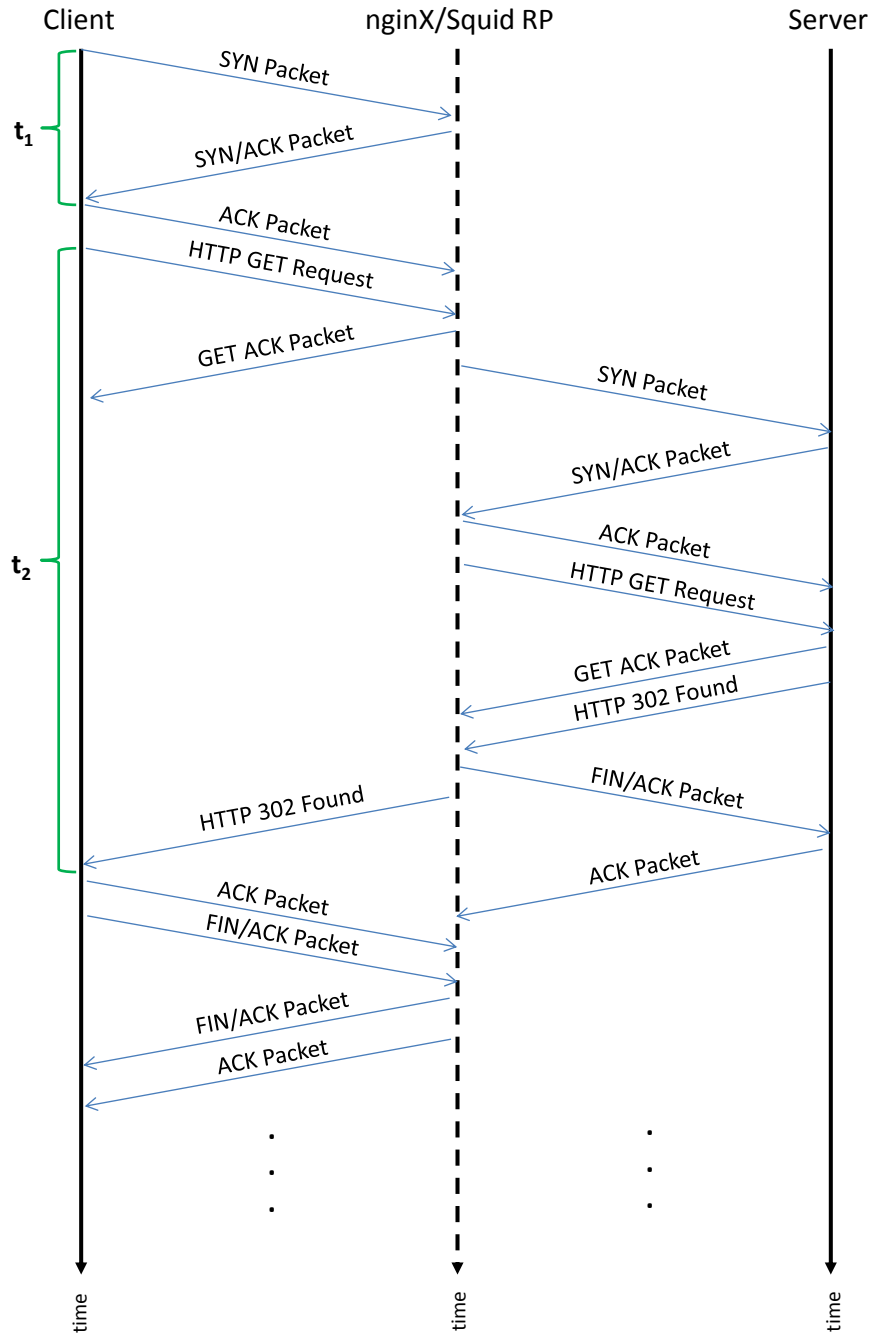 Client
nginX/Squid RP
Server
SYN Packet
t1
SYN/ACK Packet
ACK Packet
HTTP GET Request
GET ACK Packet
SYN Packet
SYN/ACK Packet
ACK Packet
t2
HTTP GET Request
GET ACK Packet
HTTP 302 Found
FIN/ACK Packet
HTTP 302 Found
ACK Packet
ACK Packet
FIN/ACK Packet
FIN/ACK Packet
ACK Packet
time
time
time